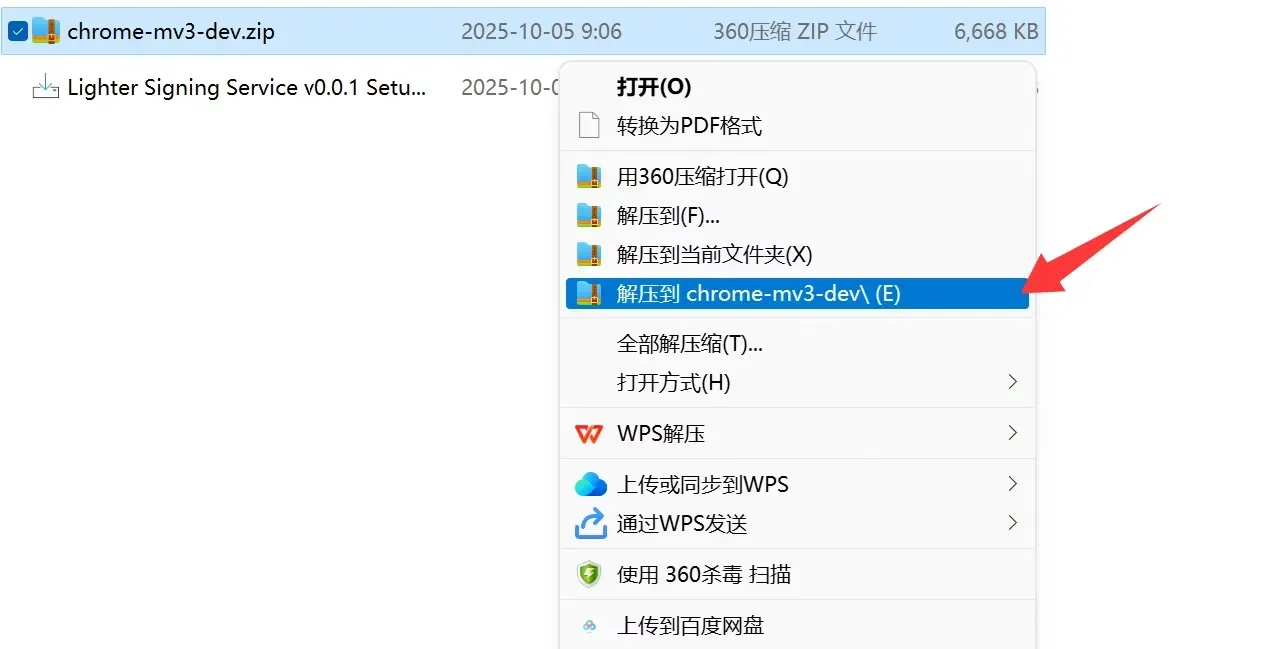 chrome-mv3-dev.zip 2025-10-05 9:06 360压缩 ZIP 文件 6,668 KB
Lighter Signing Service v0.0.1 Setu... 2025-10-0
打开(O)
转换为PDF格式
用360压缩打开(Q)
解压到(F)...
解压到当前文件夹(X)
解压到 chrome-mv3-dev\ (E)
全部解压缩(T)...
打开方式(H)
WPS解压
上传或同步到WPS
通过WPS发送
使用 360杀毒 扫描
上传到百度网盘